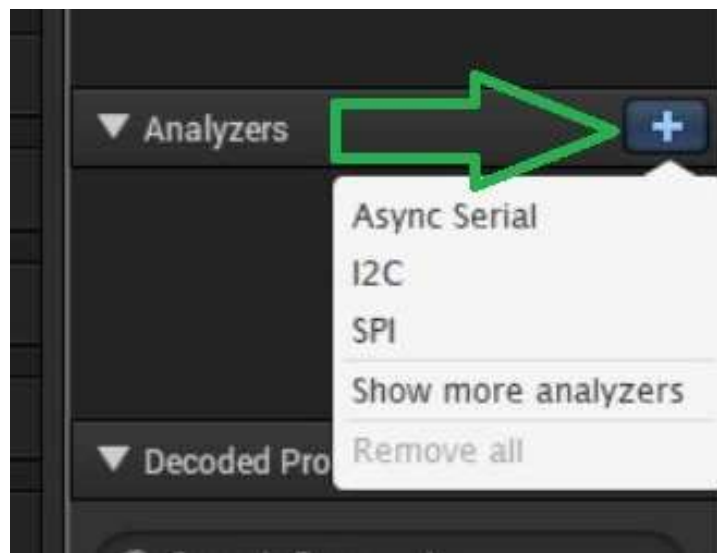 Analyzers
Async Serial
I2C
SPI
Show more analyzers
Remove all
Decoded Pro